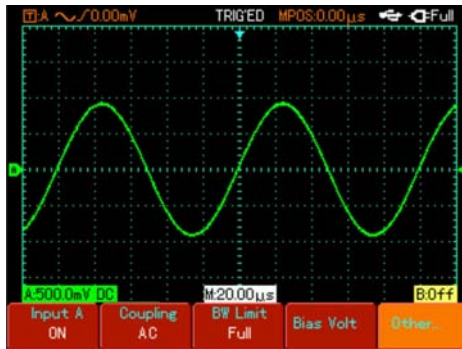 T:A 0.00mV TRIG'ED MPOS:0.00μs Full
A:500.0mV DC M:20.00μs B:Off
Input A Coupling BW Limit Bias Volt Other...
ON AC Full